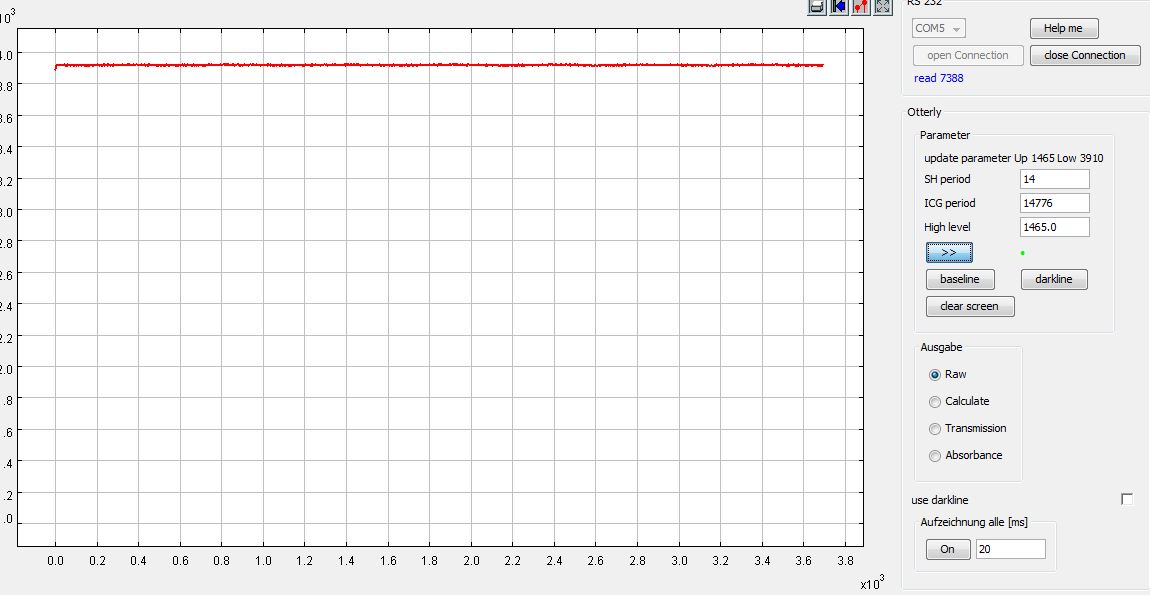 RS 232
COM5
Help me
open Connection
close Connection
read 7388
Otterly
Parameter
update parameter Up 1465 Low 3910
SH period
14
ICG period
14776
High level
1465.0
>>
baseline
darkline
clear screen
Ausgabe
Raw
Calculate
Transmission
Absorbance
use darkline
Aufzeichnung alle [ms]
On
20
10³
4.0
3.8
3.6
3.4
3.2
3.0
2.8
2.6
2.4
2.2
2.0
.8
.6
.4
.2
.0
0.0 0.2 0.4 0.6 0.8 1.0 1.2 1.4 1.6 1.8 2.0 2.2 2.4 2.6 2.8 3.0 3.2 3.4 3.6 3.8
x10³